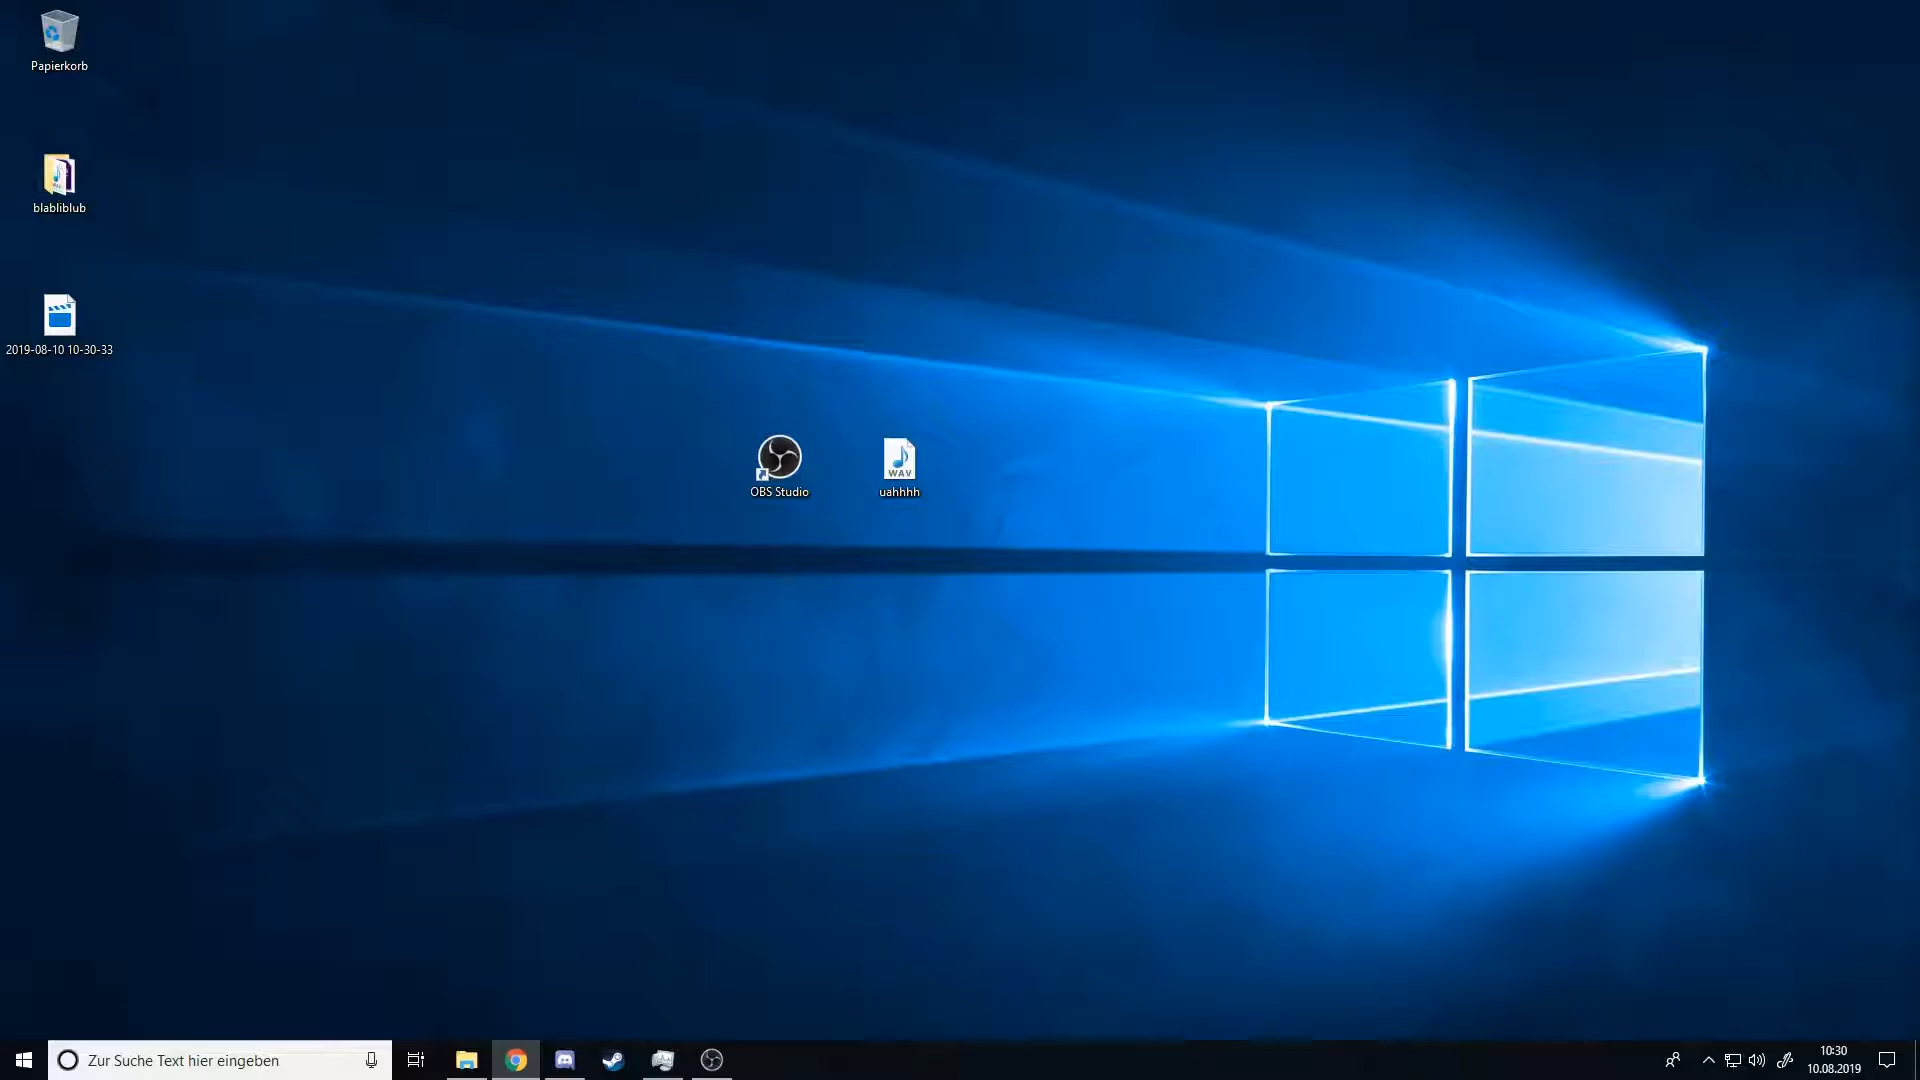 Papierkorb
blabliblub
2019-08-10 10-30-33
OBS Studio
WAV
uahhhh
Zur Suche Text hier eingeben
10:30
10.08.2019